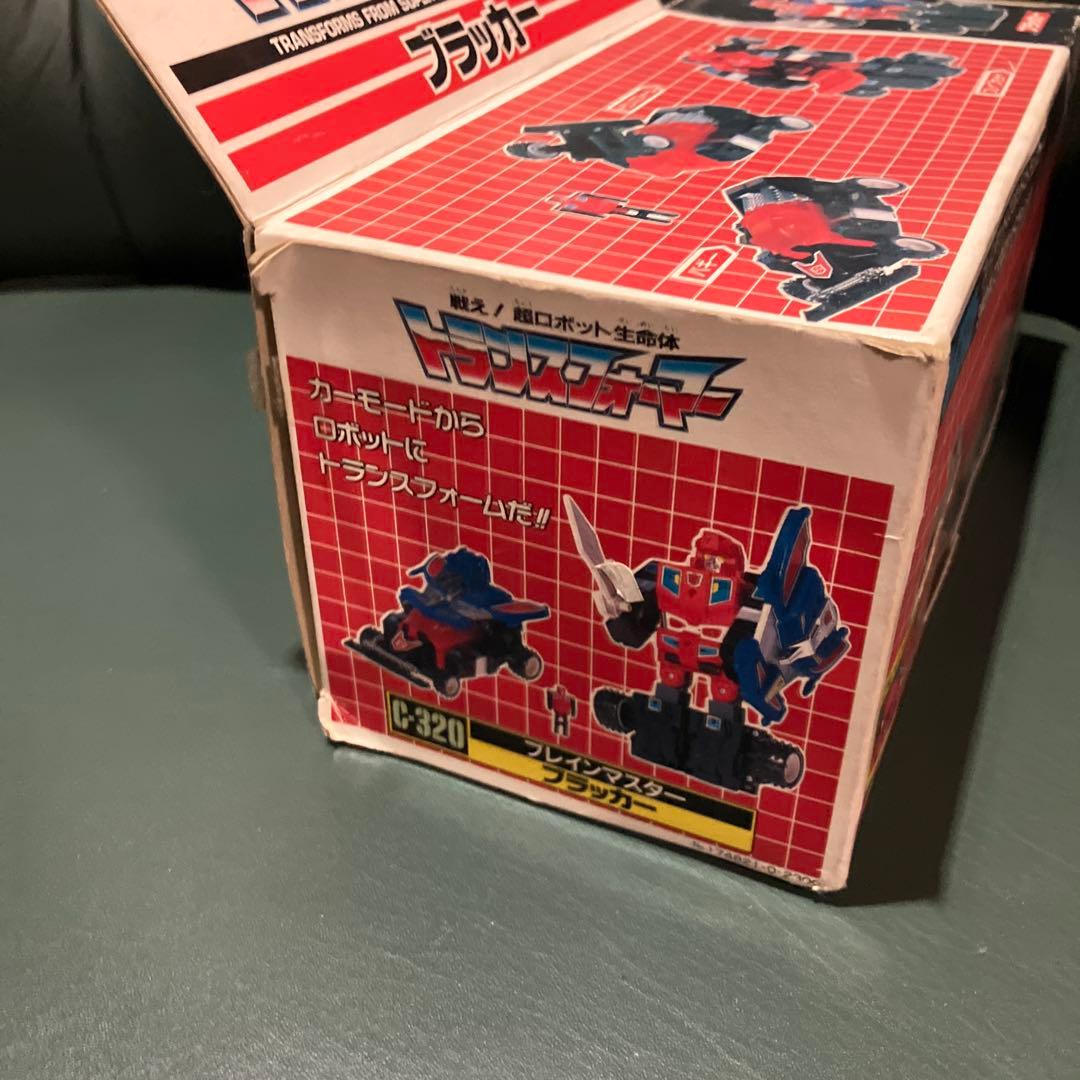 TRANSFORMS FROM SUPER
ブラッカー
戦え!超ロボット生命体
トランスフォーマー
カーモードから
ロボットに
トランスフォームだ!!
C-320
ブレインマスター
ブラッカー